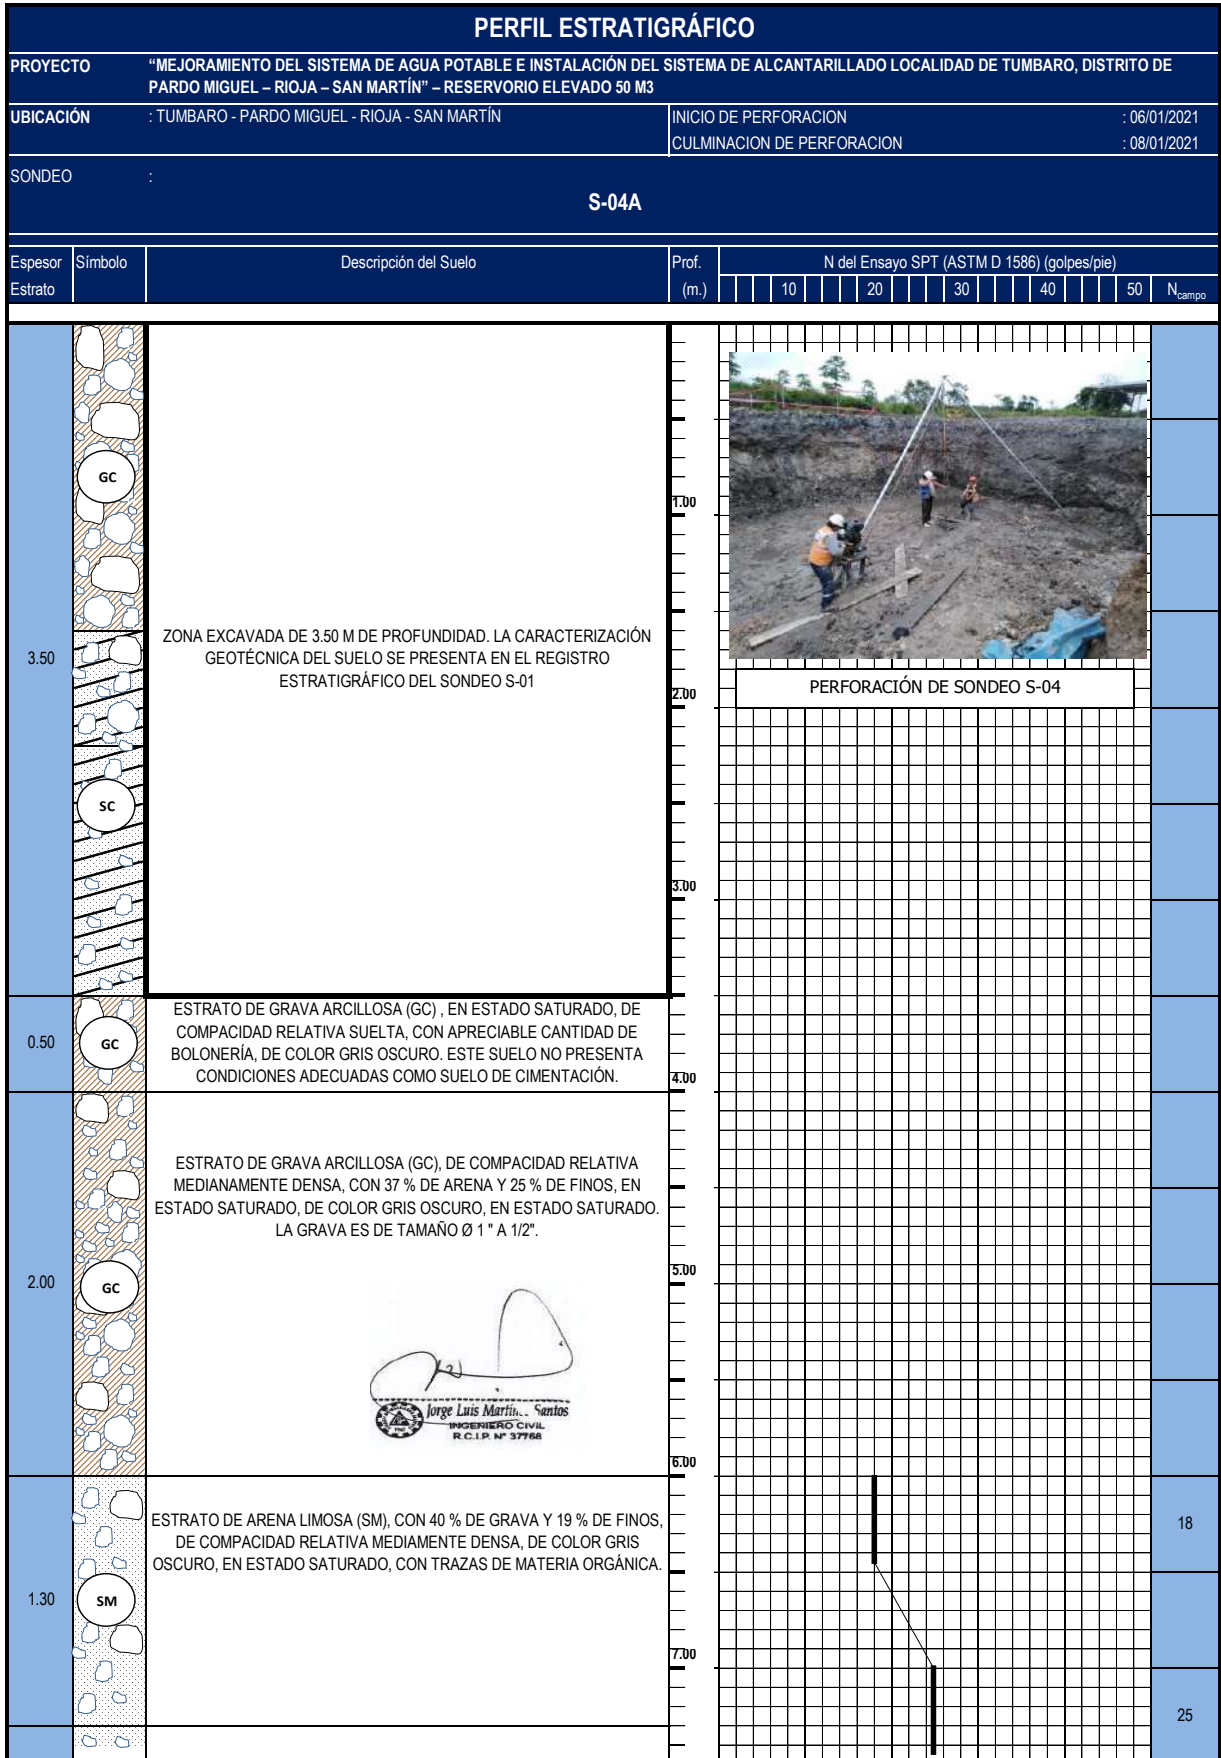 PERFIL ESTRATIGRÁFICO
PROYECTO “MEJORAMIENTO DEL SISTEMA DE AGUA POTABLE E INSTALACIÓN DEL SISTEMA DE ALCANTARILLADO LOCALIDAD DE TUMBARO, DISTRITO DE
PARDO MIGUEL – RIOJA – SAN MARTÍN” – RESERVORIO ELEVADO 50 M3
UBICACIÓN : TUMBARO - PARDO MIGUEL - RIOJA - SAN MARTÍN INICIO DE PERFORACION : 06/01/2021
CULMINACION DE PERFORACION : 08/01/2021
SONDEO :
S-04A
Espesor Símbolo Descripción del Suelo Prof. N del Ensayo SPT (ASTM D 1586) (golpes/pie)
Estrato (m.) 10 20 30 40 50 Ncampo
GC
1.00
ZONA EXCAVADA DE 3.50 M DE PROFUNDIDAD. LA CARACTERIZACIÓN
3.50 GEOTÉCNICA DEL SUELO SE PRESENTA EN EL REGISTRO
ESTRATIGRÁFICO DEL SONDEO S-01
PERFORACIÓN DE SONDEO S-04
2.00
SC
3.00
ESTRATO DE GRAVA ARCILLOSA (GC) , EN ESTADO SATURADO, DE
COMPACIDAD RELATIVA SUELTA, CON APRECIABLE CANTIDAD DE
0.50 GC BOLONERÍA, DE COLOR GRIS OSCURO. ESTE SUELO NO PRESENTA
CONDICIONES ADECUADAS COMO SUELO DE CIMENTACIÓN.
4.00
ESTRATO DE GRAVA ARCILLOSA (GC), DE COMPACIDAD RELATIVA
MEDIANAMENTE DENSA, CON 37 % DE ARENA Y 25 % DE FINOS, EN
ESTADO SATURADO, DE COLOR GRIS OSCURO, EN ESTADO SATURADO.
LA GRAVA ES DE TAMAÑO Ø 1 " A 1/2".
5.00
2.00 GC
Jorge Luis Santos
INGENIERO CIVIL
R.C.I.P. N° 37768
6.00
ESTRATO DE ARENA LIMOSA (SM), CON 40 % DE GRAVA Y 19 % DE FINOS, 18
DE COMPACIDAD RELATIVA MEDIAMENTE DENSA, DE COLOR GRIS
OSCURO, EN ESTADO SATURADO, CON TRAZAS DE MATERIA ORGÁNICA.
1.30 SM
7.00
25